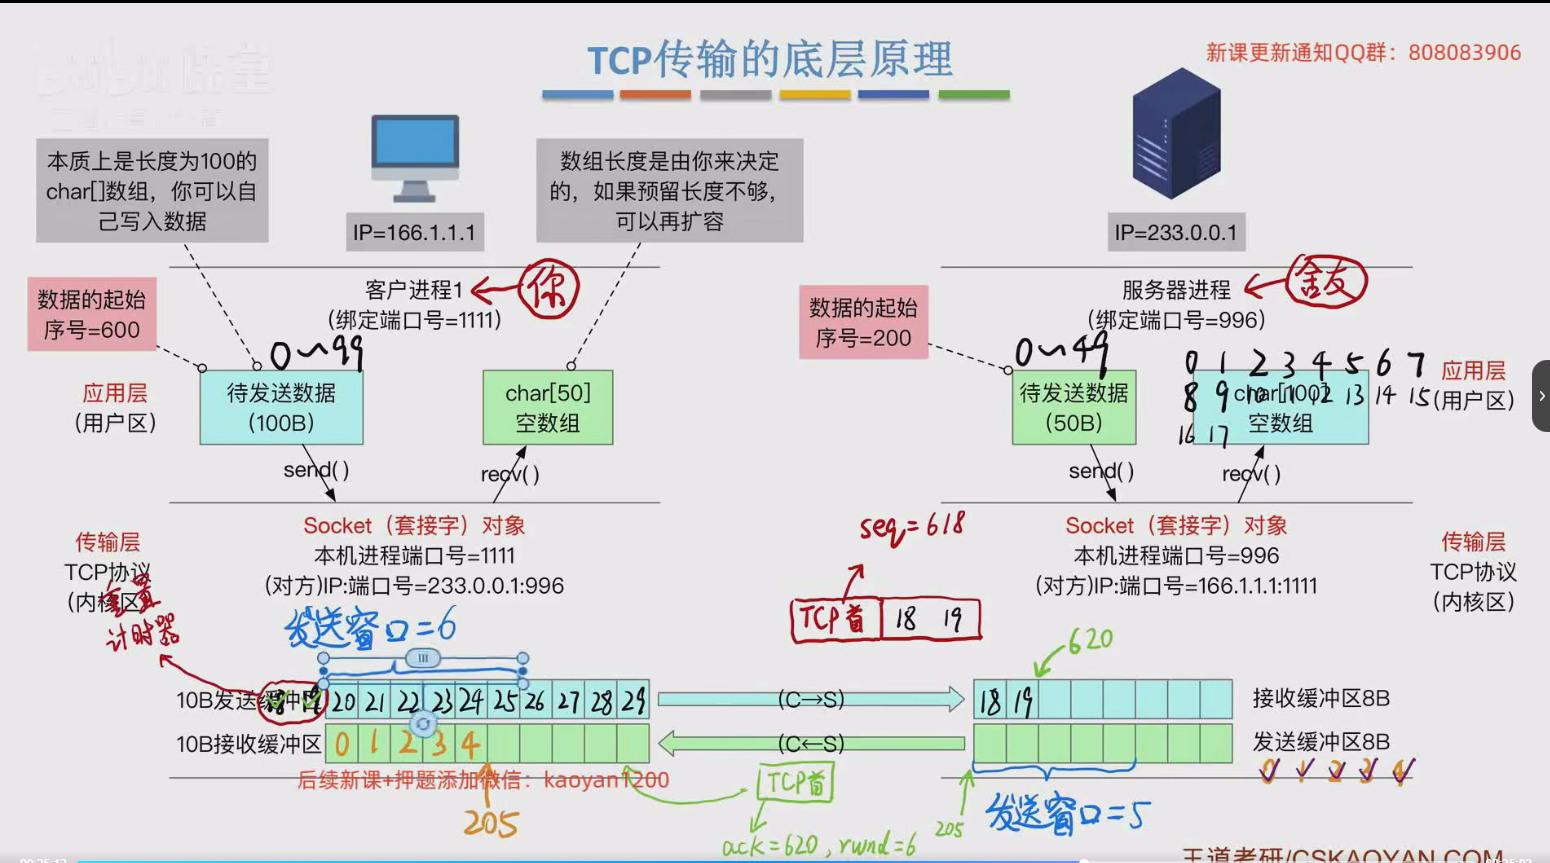 TCP传输的底层原理
新课更新通知QQ群：808083906
本质上是长度为100的
char[]数组，你可以自
己写入数据
数组长度是由你来决定
的，如果预留长度不够，
可以再扩容
IP=166.1.1.1
IP=233.0.0.1
数据的起始
序号=600
客户进程1
你
(绑定端口号=1111)
数据的起始
序号=200
服务器进程
(绑定端口号=996)
0~99
0~49
0 1 2 3 4 5 6 7
8 9 10 11 12 13 14 15
16 17
应用层
(用户区)
待发送数据
(100B)
char[50]
空数组
待发送数据
(50B)
char[100]
空数组
应用层
(用户区)
send()
recv()
send()
recv()
Socket（套接字）对象
本机进程端口号=1111
(对方)IP:端口号=233.0.0.1:996
seq=618
TCP首 18 19
Socket（套接字）对象
本机进程端口号=996
(对方)IP:端口号=166.1.1.1:1111
传输层
TCP协议
(内核区)
重置
计时器
传输层
TCP协议
(内核区)
发送窗口=6
620
10B发送缓冲区
18 19 20 21 22 23 24 25 26 27 28 29
(C→S)
18 19
接收缓冲区8B
10B接收缓冲区
0 1 2 3 4
(C←S)
发送缓冲区8B
0 1 2 3 4
后续新课+押题添加微信：kaoyan1200
TCP首
205
ack=620，rwnd=6
205
发送窗口=5
王道考研/CSKAOYAN.COM